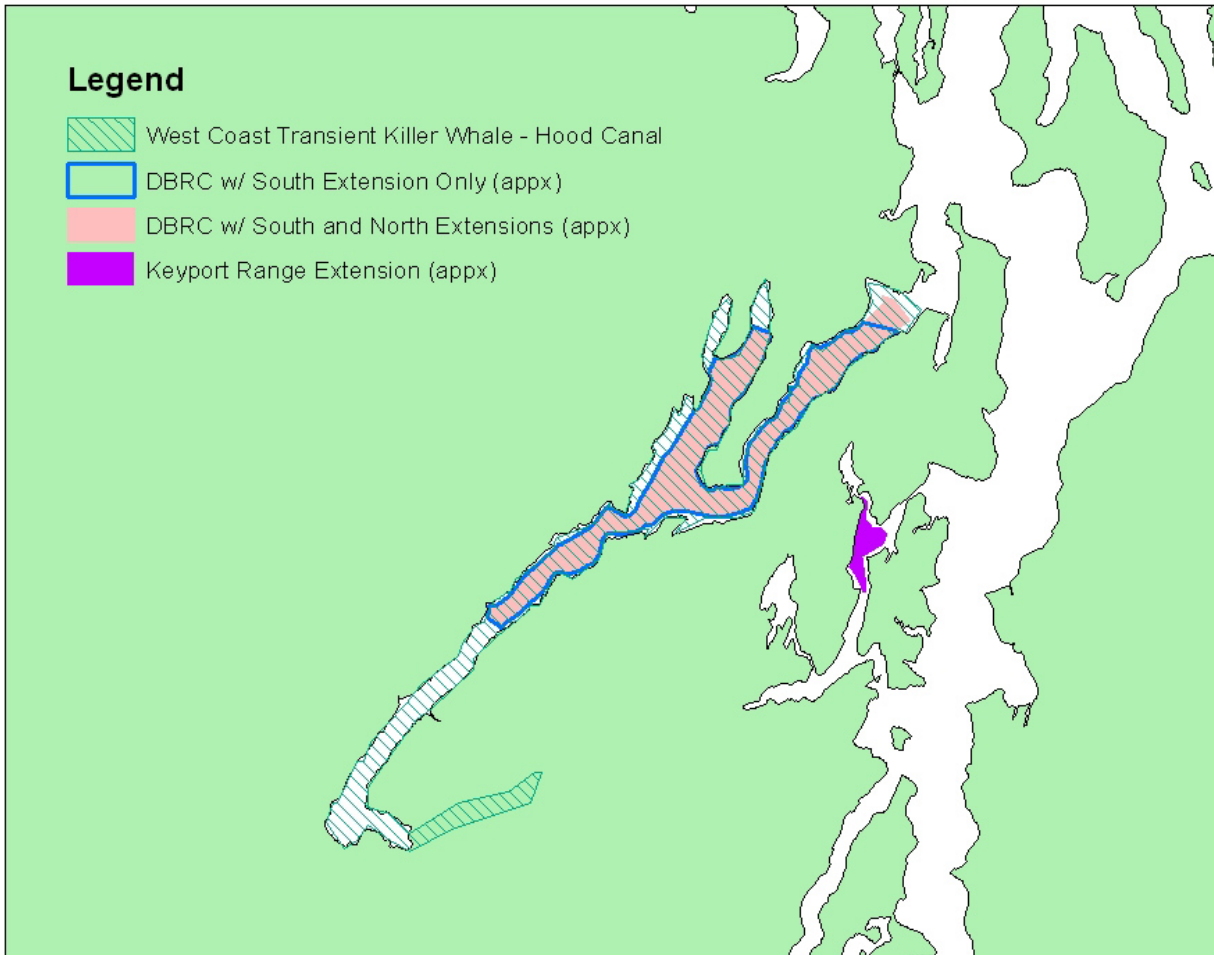 Legend
West Coast Transient Killer Whale - Hood Canal
DBRC w/ South Extension Only (appx)
DBRC w/ South and North Extensions (appx)
Keyport Range Extension (appx)